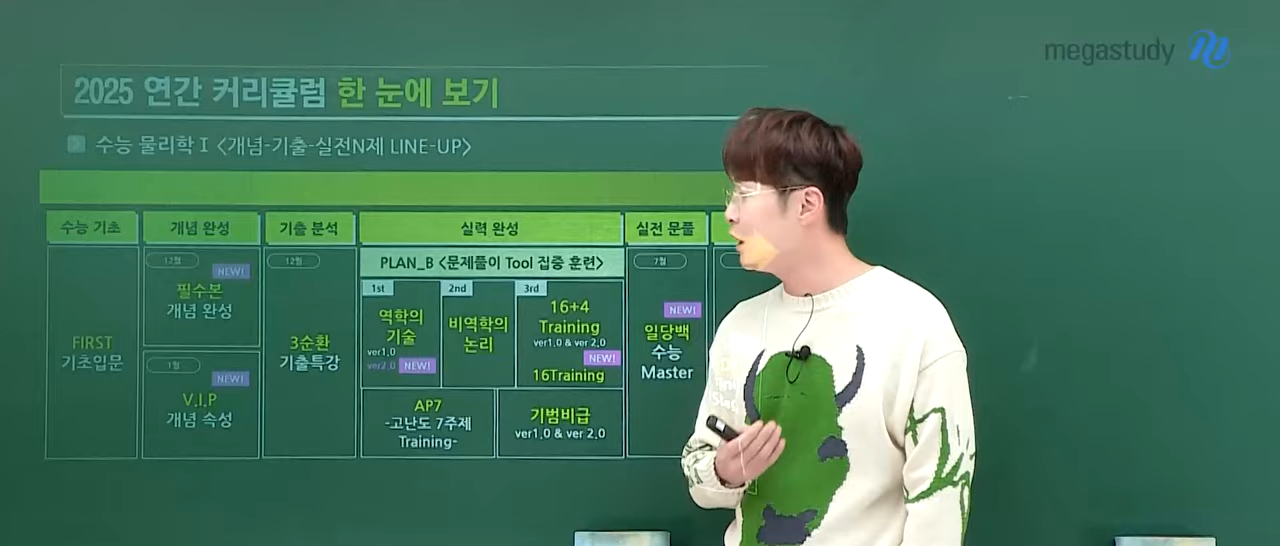 megastudy
2025 연간 커리큘럼 한 눈에 보기
수능 물리학 I <개념-기출-실전N제 LINE-UP>
수능 기초
개념 완성
기출 분석
실력 완성
실전 문풀
FIRST
기초입문
12월
NEW!
필수본
개념 완성
1월
NEW!
V.I.P
개념 속성
12월
3순환
기출특강
PLAN_B <문제풀이 Tool 집중 훈련>
1st
역학의
기술
ver1.0
ver2.0 NEW!
2nd
비역학의
논리
3rd
16+4
Training
ver1.0 & ver 2.0
NEW!
16Training
AP7
-고난도 7주제
Training-
기범비급
ver1.0 & ver 2.0
7월
NEW!
일당백
수능
Master